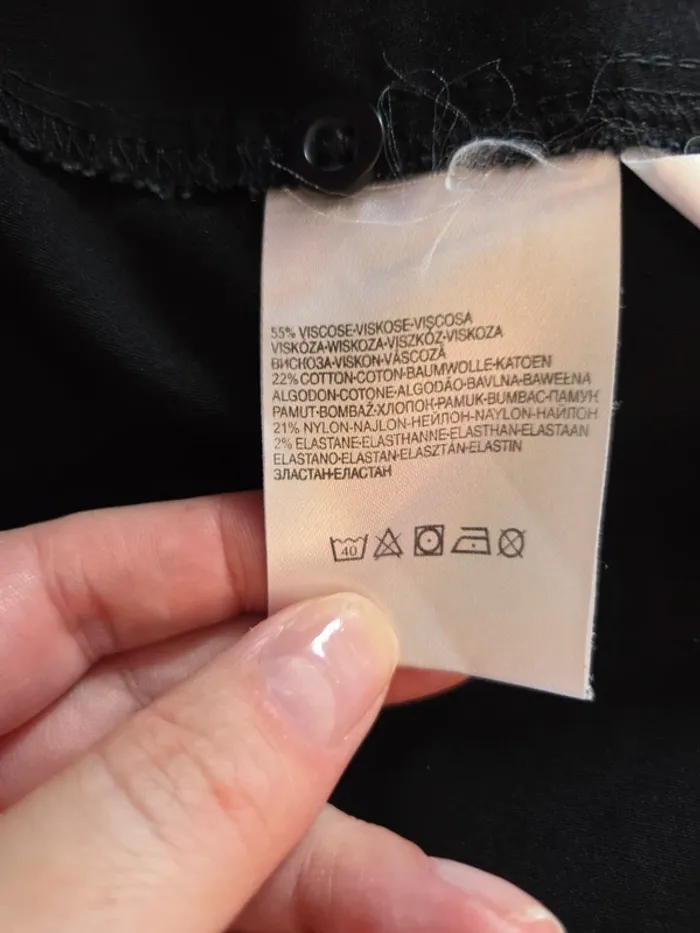 55% VISCOSE·VISKOSE·VISCOSA
VISKÓZA·WISKOZA·VISZKÓZ·VISKOZA
ВИСКОЗА·VISKON·VÂSCOZÃ
22% COTTON·COTON·BAUMWOLLE·KATOEN
ALGODON·COTONE·ALGODÃO·BAVLNA·BAWEŁNA
PAMUT·BOMBAŽ·ХЛОПОК·PAMUK·BUMBAC·ПАМУК
21% NYLON·NAJLON·НЕЙЛОН·NAYLON·НАЙЛОН
2% ELASTANE·ELASTHANNE·ELASTHAN·ELASTAAN
ELASTANO·ELASTAN·ELASZTÁN·ELASTIN
ЭЛАСТАН·ЕЛАСТАН
40